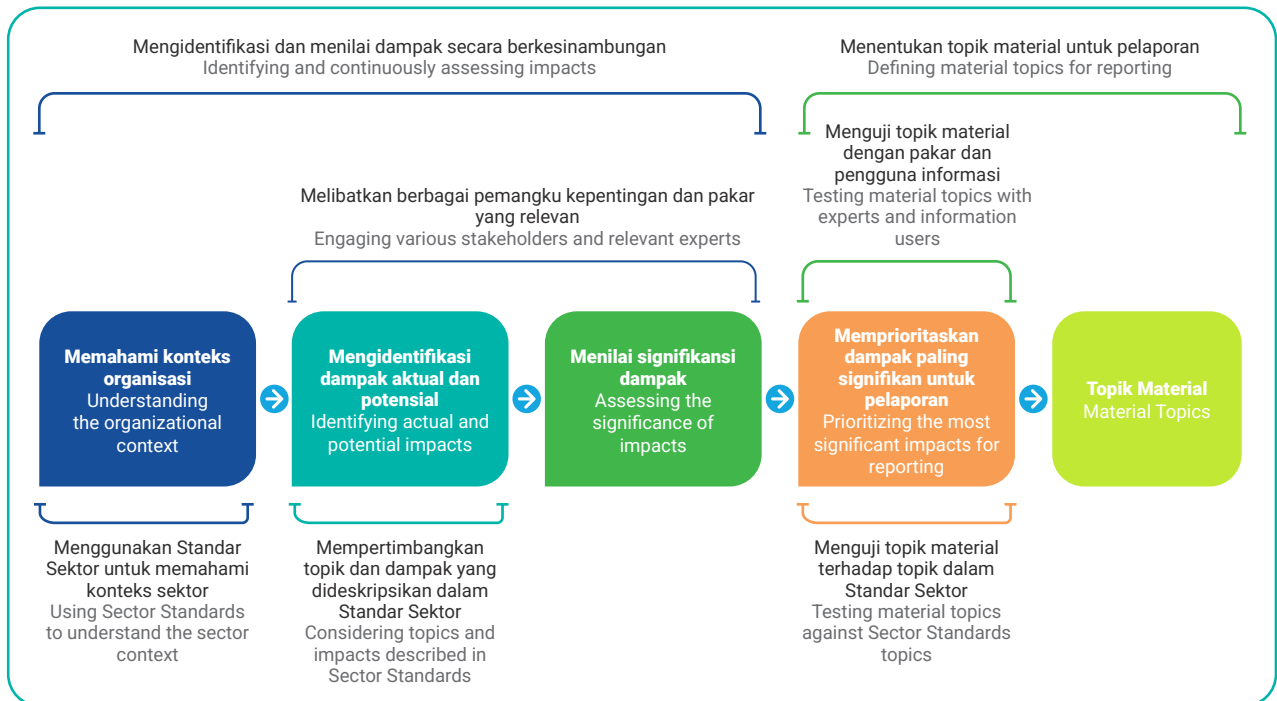 Mengidentifikasi dan menilai dampak secara berkesinambungan
Identifying and continuously assessing impacts
Menentukan topik material untuk pelaporan
Defining material topics for reporting
Melibatkan berbagai pemangku kepentingan dan pakar
yang relevan
Engaging various stakeholders and relevant experts
Menguji topik material
dengan pakar dan
pengguna informasi
Testing material topics with
experts and information
users
Memahami konteks
organisasi
Understanding
the organizational
context
Mengidentifikasi
dampak aktual dan
potensial
Identifying actual and
potential impacts
Menilai signifikansi
dampak
Assessing the
significance of
impacts
Memprioritaskan
dampak paling
signifikan untuk
pelaporan
Prioritizing the most
significant impacts for
reporting
Topik Material
Material Topics
Menggunakan Standar
Sektor untuk memahami
konteks sektor
Using Sector Standards
to understand the sector
context
Mempertimbangkan
topik dan dampak yang
dideskripsikan dalam
Standar Sektor
Considering topics and
impacts described in
Sector Standards
Menguji topik material
terhadap topik dalam
Standar Sektor
Testing material topics
against Sector Standards
topics